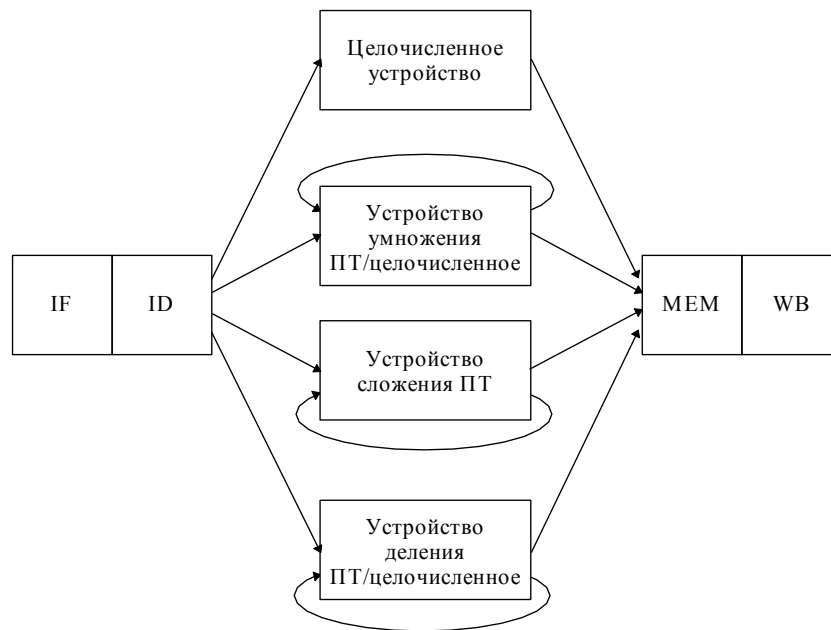 Целочисленное
устройство
Устройство
умножения
ПТ/целочисленное
IF
ID
MEM
WB
Устройство
сложения ПТ
Устройство
деления
ПТ/целочисленное